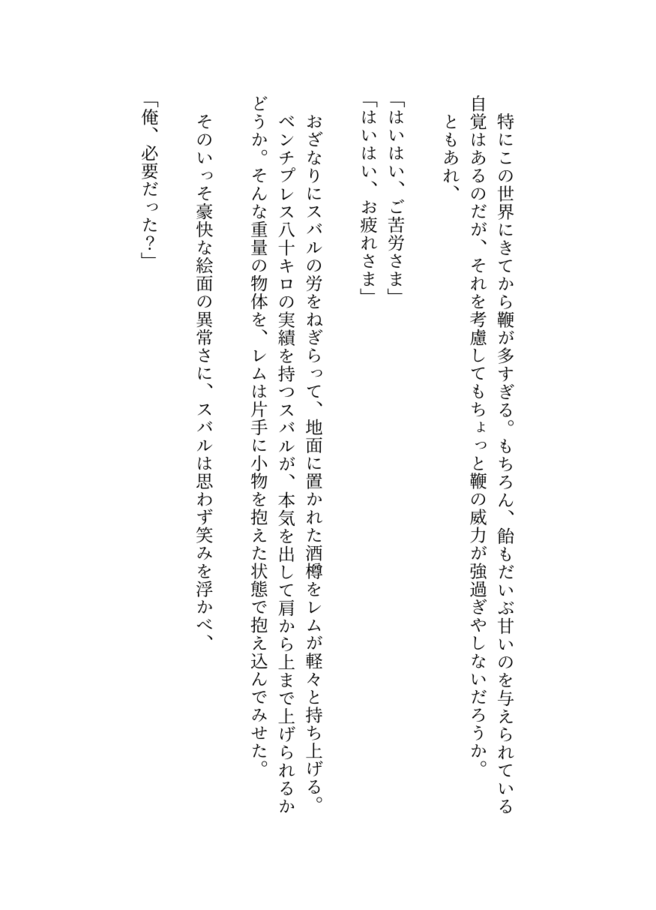 特にこの世界にきてから鞭が多すぎる。もちろん、飴もだいぶ甘いのを与えられている
自覚はあるのだが、それを考慮してもちょっと鞭の威力が強過ぎやしないだろうか。
ともあれ、
「はいはい、ご苦労さま」
「はいはい、お疲れさま」
おざなりにスバルの労をねぎらって、地面に置かれた酒樽をレムが軽々と持ち上げる。
ベンチプレス八十キロの実績を持つスバルが、本気を出して肩から上まで上げられるか
どうか。そんな重量の物体を、レムは片手に小物を抱えた状態で抱え込んでみせた。
そのいっそ豪快な絵面の異常さに、スバルは思わず笑みを浮かべ、
「俺、必要だった？」